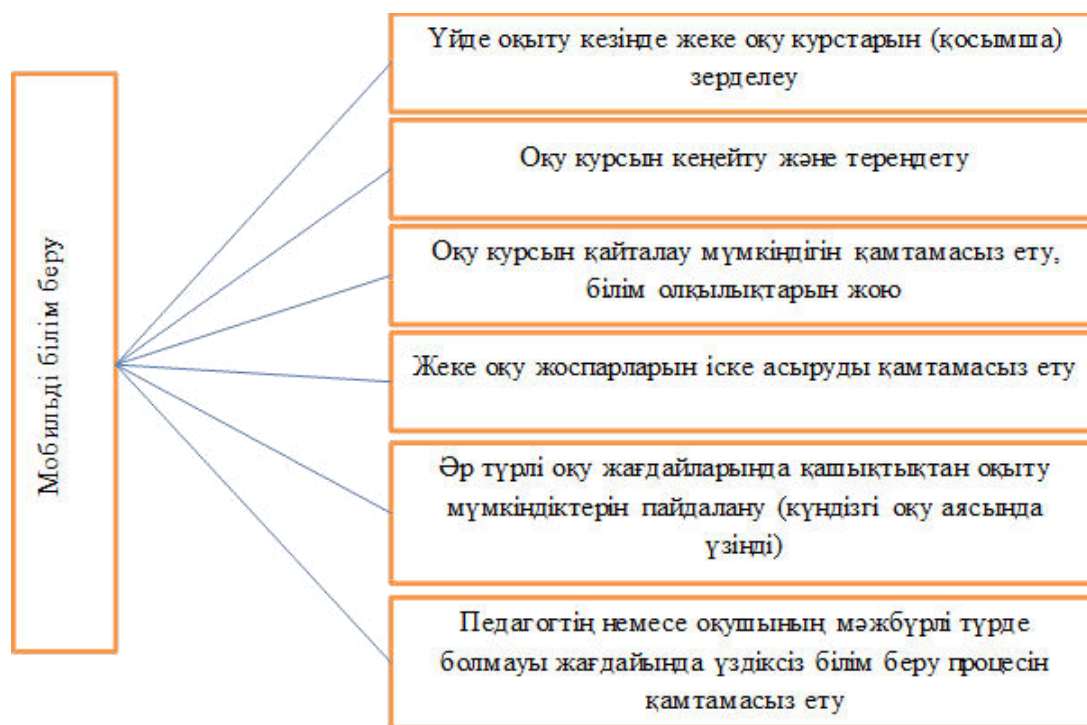 Мобильді білім беру
Үйде оқыту кезінде жеке оқу курстарын (қосымша)
зерделеу
Оқу курсын кеңейту және тереңдету
Оқу курсын қайталау мүмкіндігін қамтамасыз ету,
білім олқылықтарын жою
Жеке оқу жоспарларын іске асыруды қамтамасыз ету
Әр түрлі оқу жағдайларында қашықтықтан оқыту
мүмкіндіктерін пайдалану (күндізгі оқу аясында
үзінді)
Педагогтің немесе оқушының мәжбүрлі түрде
болмауы жағдайында үздіксіз білім беру процесін
қамтамасыз ету